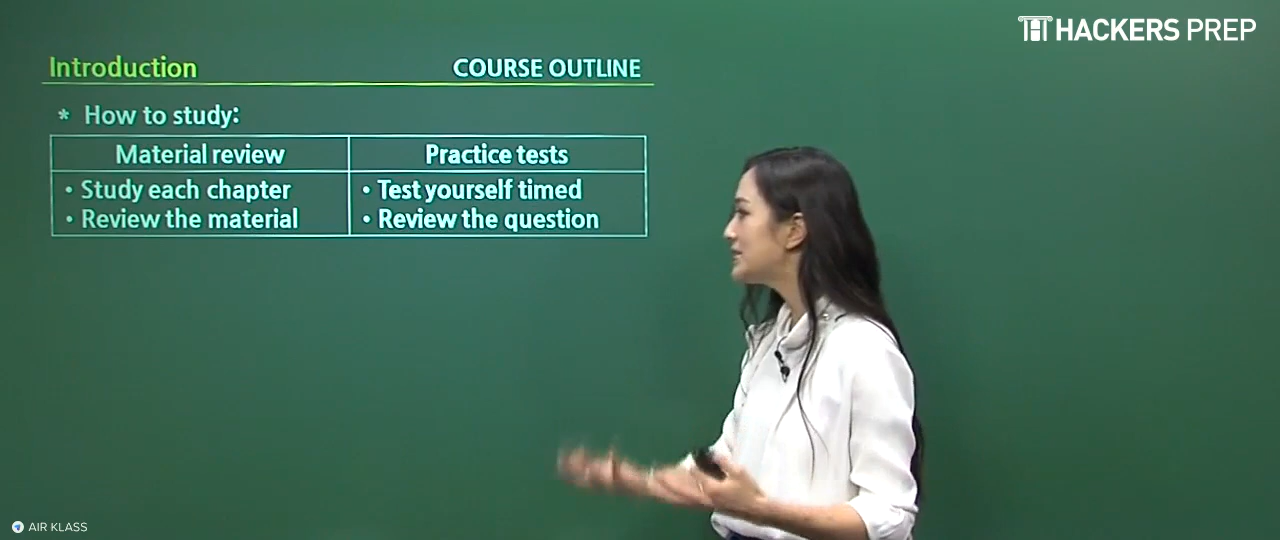 HACKERS PREP
Introduction
COURSE OUTLINE
* How to study:
Material review
Practice tests
• Study each chapter
• Review the material
• Test yourself timed
• Review the question
AIR KLASS